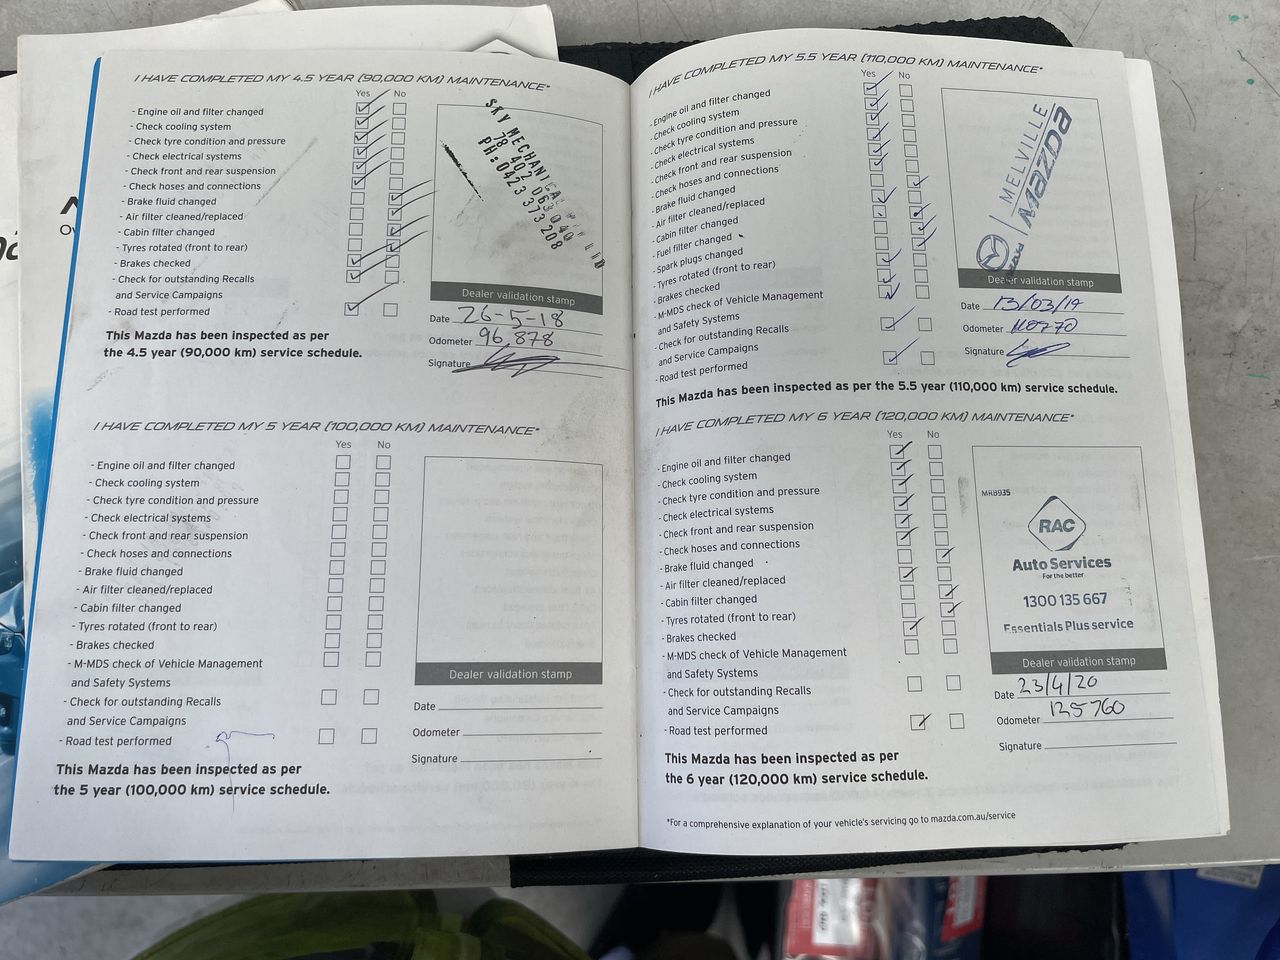 I HAVE COMPLETED MY 4.5 YEAR (90,000 KM) MAINTENANCE*
Yes No
- Engine oil and filter changed
- Check cooling system
- Check tyre condition and pressure
- Check electrical systems
- Check front and rear suspension
- Check hoses and connections
- Brake fluid changed
- Air filter cleaned/replaced
- Cabin filter changed
- Tyres rotated (front to rear)
- Brakes checked
- Check for outstanding Recalls
and Service Campaigns
- Road test performed
This Mazda has been inspected as per
the 4.5 year (90,000 km) service schedule.
SKY MECHANICAL
78 402 063 040
PH: 0423 373 208
Dealer validation stamp
Date 26-5-18
Odometer 96,878
Signature
I HAVE COMPLETED MY 5 YEAR (100,000 KM) MAINTENANCE*
Yes No
- Engine oil and filter changed
- Check cooling system
- Check tyre condition and pressure
- Check electrical systems
- Check front and rear suspension
- Check hoses and connections
- Brake fluid changed
- Air filter cleaned/replaced
- Cabin filter changed
- Tyres rotated (front to rear)
- Brakes checked
- M-MDS check of Vehicle Management
and Safety Systems
- Check for outstanding Recalls
and Service Campaigns
- Road test performed
This Mazda has been inspected as per
the 5 year (100,000 km) service schedule.
Dealer validation stamp
Date
Odometer
Signature
I HAVE COMPLETED MY 5.5 YEAR (110,000 KM) MAINTENANCE*
Yes No
- Engine oil and filter changed
- Check cooling system
- Check tyre condition and pressure
- Check electrical systems
- Check front and rear suspension
- Check hoses and connections
- Brake fluid changed
- Air filter cleaned/replaced
- Cabin filter changed
- Fuel filter changed
- Spark plugs changed
- Tyres rotated (front to rear)
- Brakes checked
- M-MDS check of Vehicle Management
and Safety Systems
- Check for outstanding Recalls
and Service Campaigns
- Road test performed
This Mazda has been inspected as per the 5.5 year (110,000 km) service schedule.
MELVILLE
mazda
Dealer validation stamp
Date 13/03/19
Odometer
Signature
I HAVE COMPLETED MY 6 YEAR (120,000 KM) MAINTENANCE*
Yes No
- Engine oil and filter changed
- Check cooling system
- Check tyre condition and pressure
- Check electrical systems
- Check front and rear suspension
- Check hoses and connections
- Brake fluid changed
- Air filter cleaned/replaced
- Cabin filter changed
- Tyres rotated (front to rear)
- Brakes checked
- M-MDS check of Vehicle Management
and Safety Systems
- Check for outstanding Recalls
and Service Campaigns
- Road test performed
This Mazda has been inspected as per
the 6 year (120,000 km) service schedule.
MRB935
RAC
Auto Services
For the better
1300 135 667
Essentials Plus service
Dealer validation stamp
Date 23/4/20
Odometer 125760
Signature
*For a comprehensive explanation of your vehicle's servicing go to mazda.com.au/service